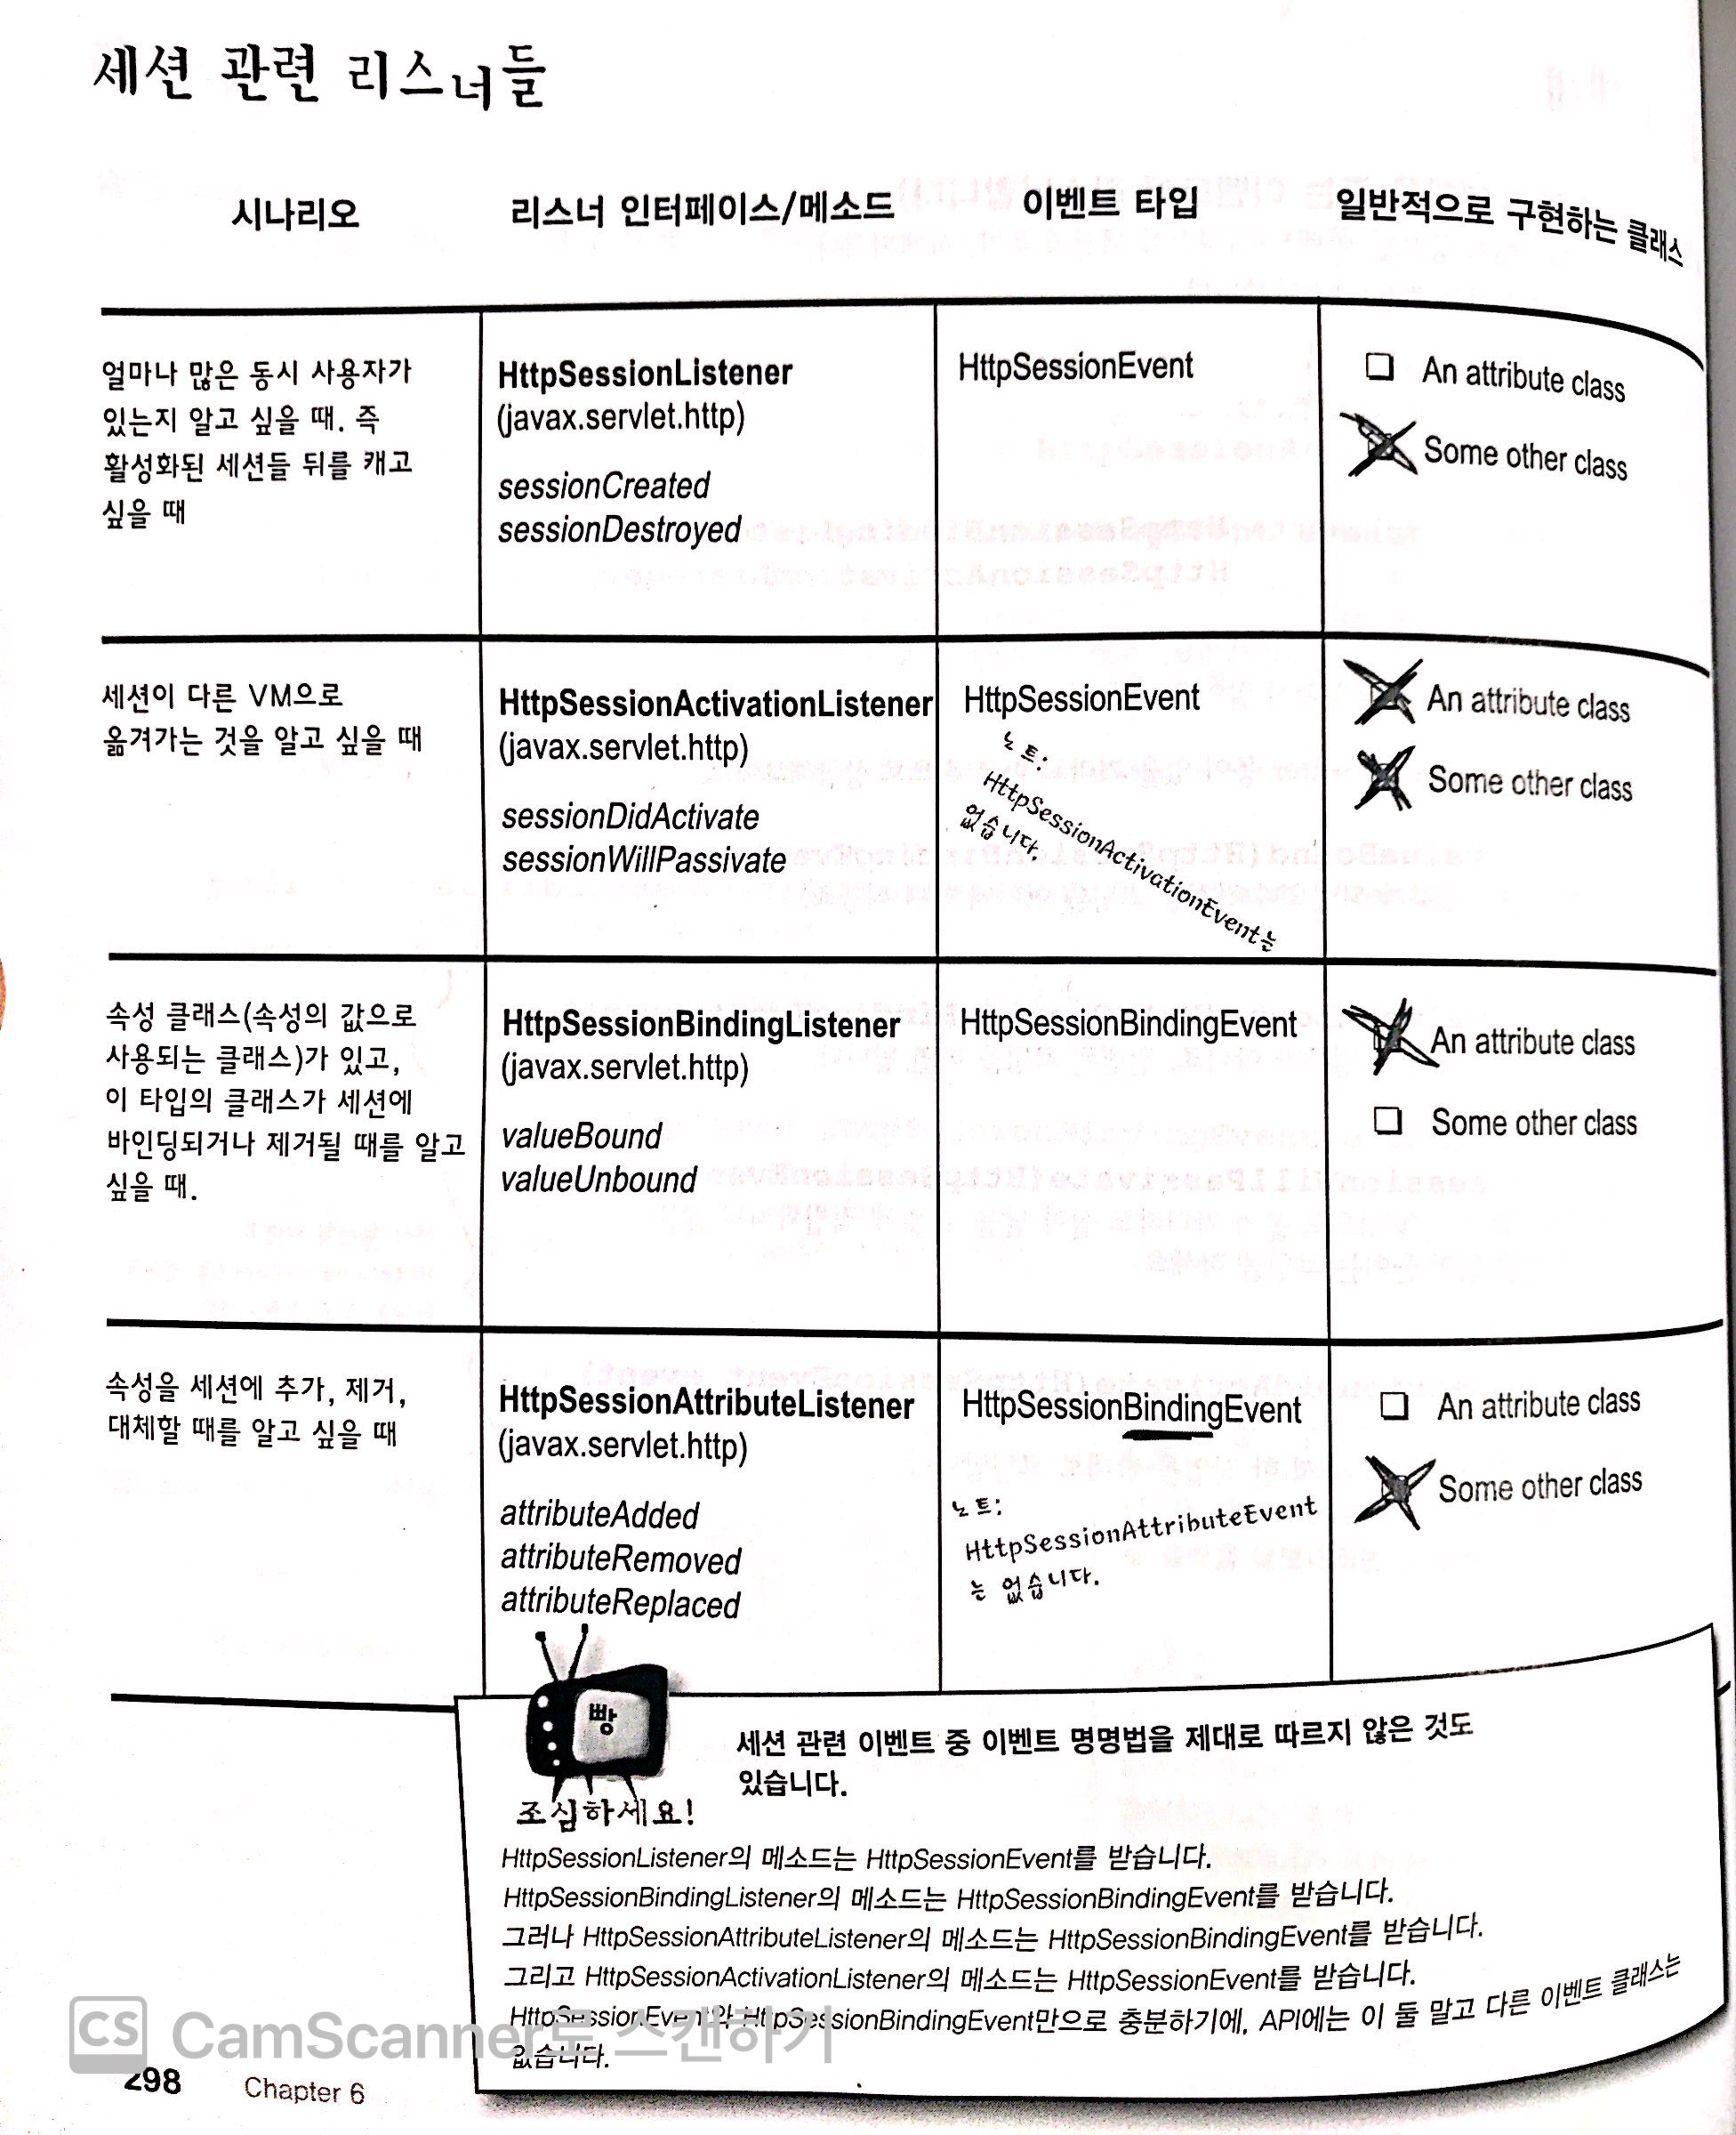 세션 관련 리스너들
시나리오
리스너 인터페이스/메소드
이벤트 타입
일반적으로 구현하는 클래스
얼마나 많은 동시 사용자가
있는지 알고 싶을 때. 즉
활성화된 세션들 뒤를 캐고
싶을 때
HttpSessionListener
(javax.servlet.http)
sessionCreated
sessionDestroyed
HttpSessionEvent
An attribute class
Some other class
세션이 다른 VM으로
옮겨가는 것을 알고 싶을 때
HttpSessionActivationListener
(javax.servlet.http)
sessionDidActivate
sessionWillPassivate
HttpSessionEvent
노트:
HttpSessionActivationEvent는
없습니다.
An attribute class
Some other class
속성 클래스(속성의 값으로
사용되는 클래스)가 있고,
이 타입의 클래스가 세션에
바인딩되거나 제거될 때를 알고
싶을 때.
HttpSessionBindingListener
(javax.servlet.http)
valueBound
valueUnbound
HttpSessionBindingEvent
An attribute class
Some other class
속성을 세션에 추가, 제거,
대체할 때를 알고 싶을 때
HttpSessionAttributeListener
(javax.servlet.http)
attributeAdded
attributeRemoved
attributeReplaced
HttpSessionBindingEvent
노트:
HttpSessionAttributeEvent
는 없습니다.
An attribute class
Some other class
빵
조심하세요!
세션 관련 이벤트 중 이벤트 명명법을 제대로 따르지 않은 것도
있습니다.
HttpSessionListener의 메소드는 HttpSessionEvent를 받습니다.
HttpSessionBindingListener의 메소드는 HttpSessionBindingEvent를 받습니다.
그러나 HttpSessionAttributeListener의 메소드는 HttpSessionBindingEvent를 받습니다.
그리고 HttpSessionActivationListener의 메소드는 HttpSessionEvent를 받습니다.
HttpSessionEvent와 HttpSessionBindingEvent만으로 충분하기에, API에는 이 둘 말고 다른 이벤트 클래스는
없습니다.
CS CamScanner로 스캔하기
298
Chapter 6